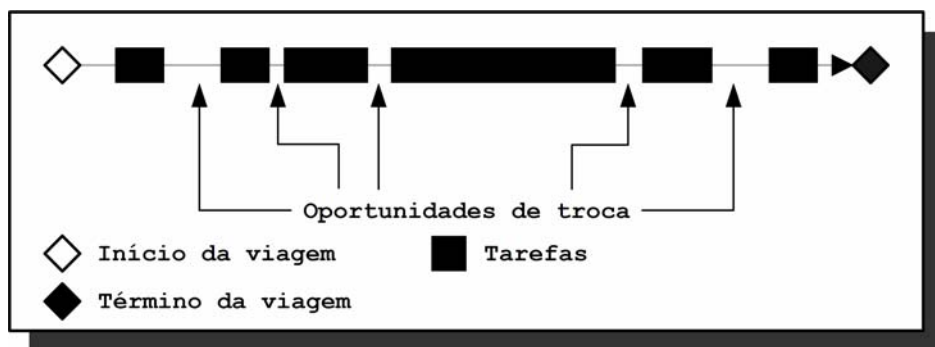 Oportunidades de troca
Início da viagem
Tarefas
Término da viagem